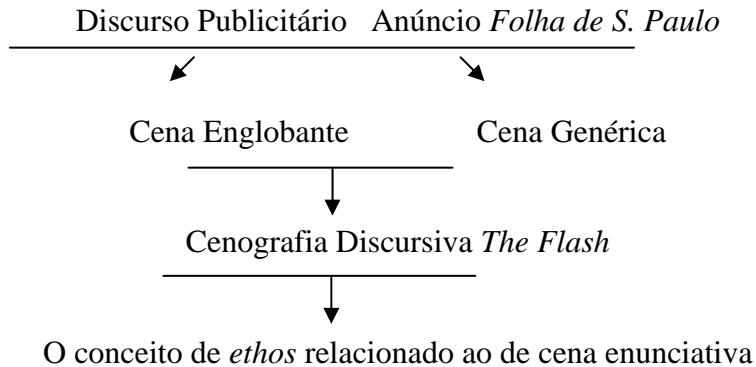 Discurso Publicitário Anúncio Folha de S. Paulo
Cena Englobante Cena Genérica
Cenografia Discursiva The Flash
O conceito de ethos relacionado ao de cena enunciativa